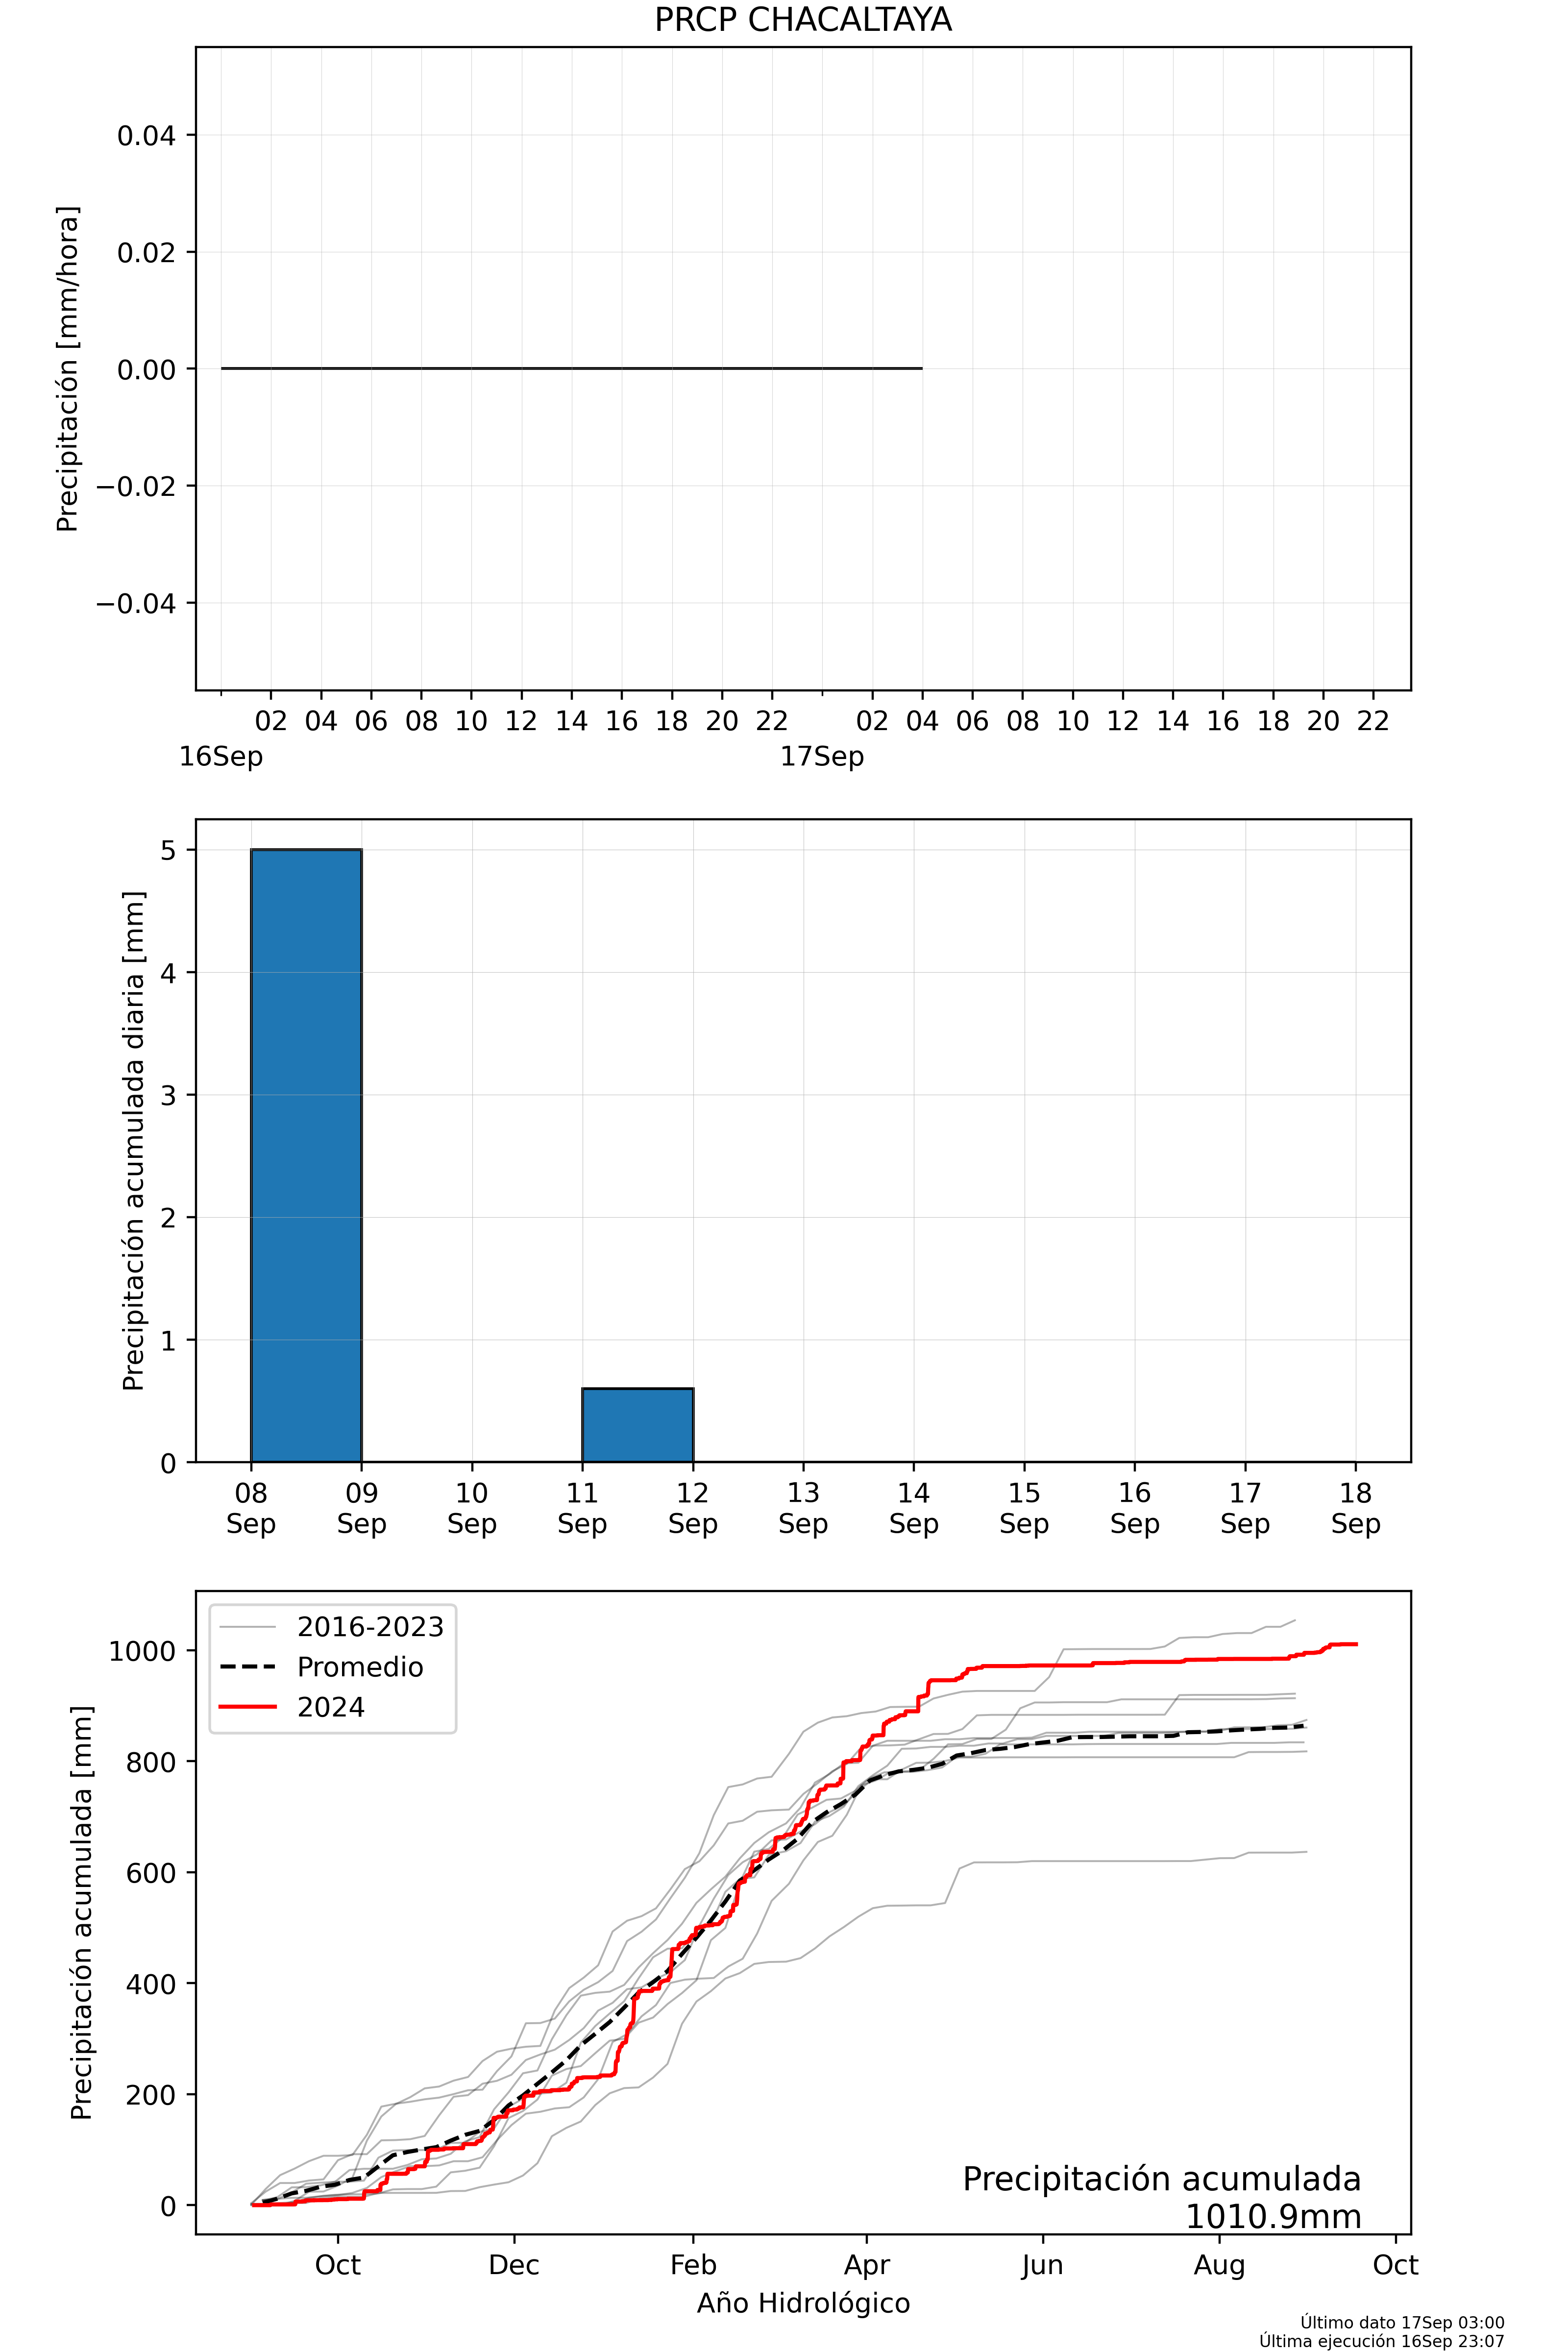 PRCP CHACALTAYA
Precipitación [mm/hora]
0.04
0.02
0.00
−0.02
−0.04
02 04 06 08 10 12 14 16 18 20 22 02 04 06 08 10 12 14 16 18 20 22
16Sep 17Sep
Precipitación acumulada diaria [mm]
5
4
3
2
1
0
08 09 10 11 12 13 14 15 16 17 18
Sep Sep Sep Sep Sep Sep Sep Sep Sep Sep Sep
Precipitación acumulada [mm]
1000
800
600
400
200
0
2016-2023
Promedio
2024
Precipitación acumulada
1010.9mm
Oct Dec Feb Apr Jun Aug Oct
Año Hidrológico
Último dato 17Sep 03:00
Última ejecución 16Sep 23:07